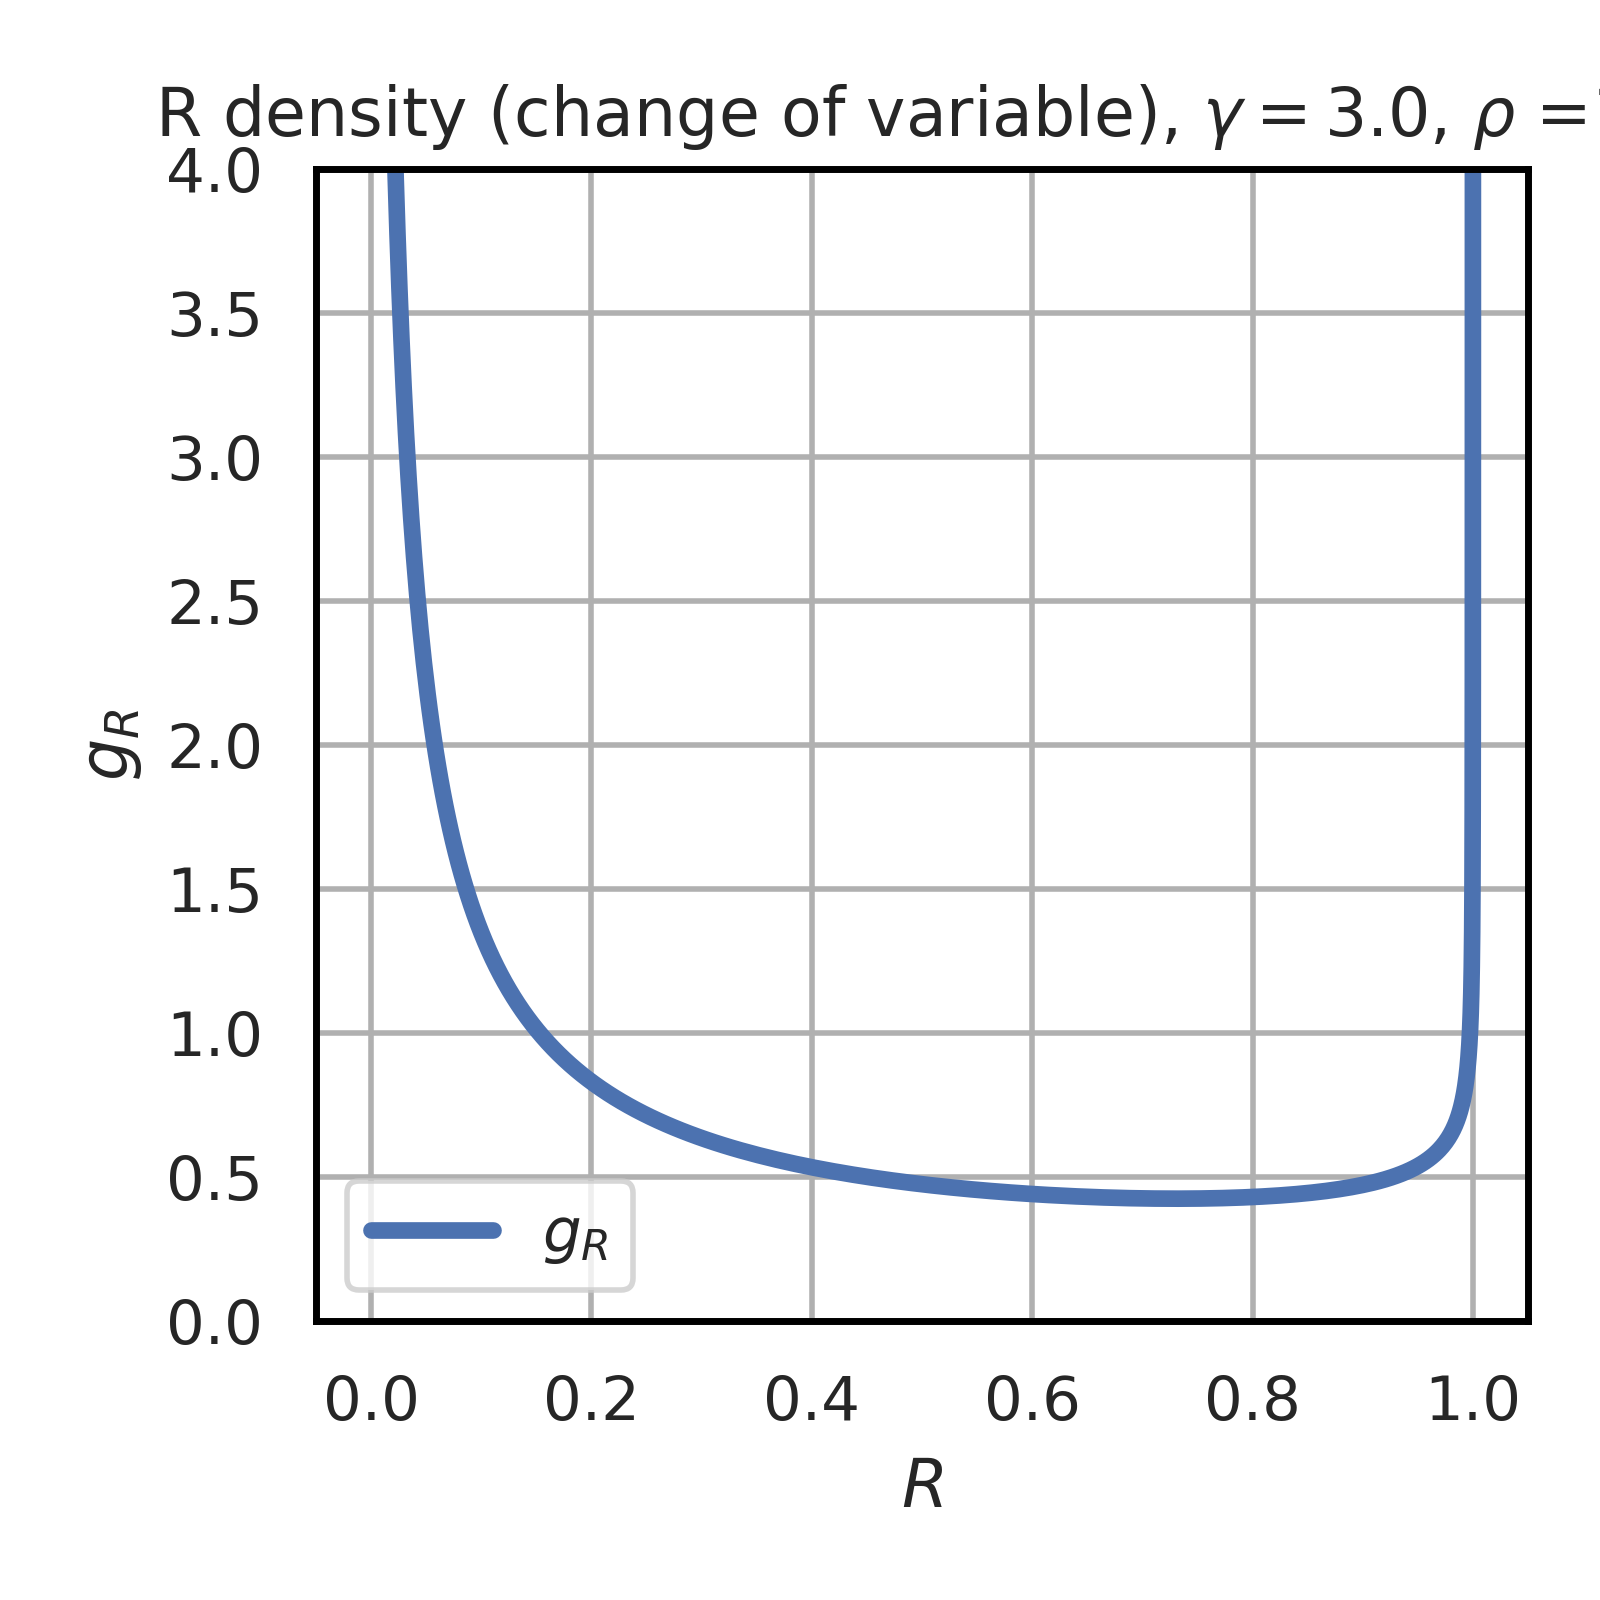 R density (change of variable), γ = 3.0, ρ =
4.0
3.5
3.0
2.5
2.0
1.5
1.0
0.5
0.0
g_R
g_R
0.0 0.2 0.4 0.6 0.8 1.0
R